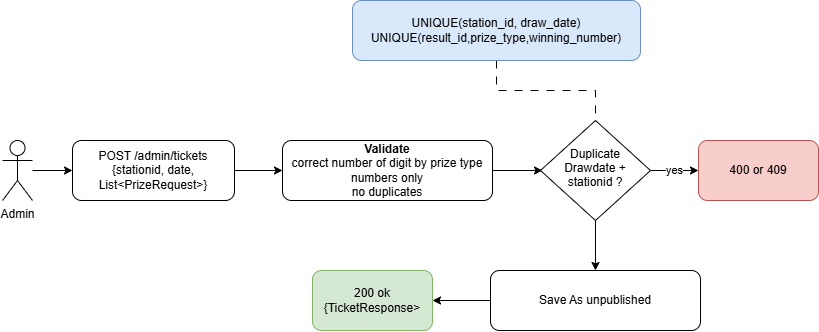 UNIQUE(station_id, draw_date)
UNIQUE(result_id,prize_type,winning_number)
POST /admin/tickets
{stationid, date,
List<PrizeRequest>}
Validate
correct number of digit by prize type
numbers only
no duplicates
Duplicate
Drawdate +
stationid ?
yes
400 or 409
Admin
200 ok
{TicketResponse>
Save As unpublished